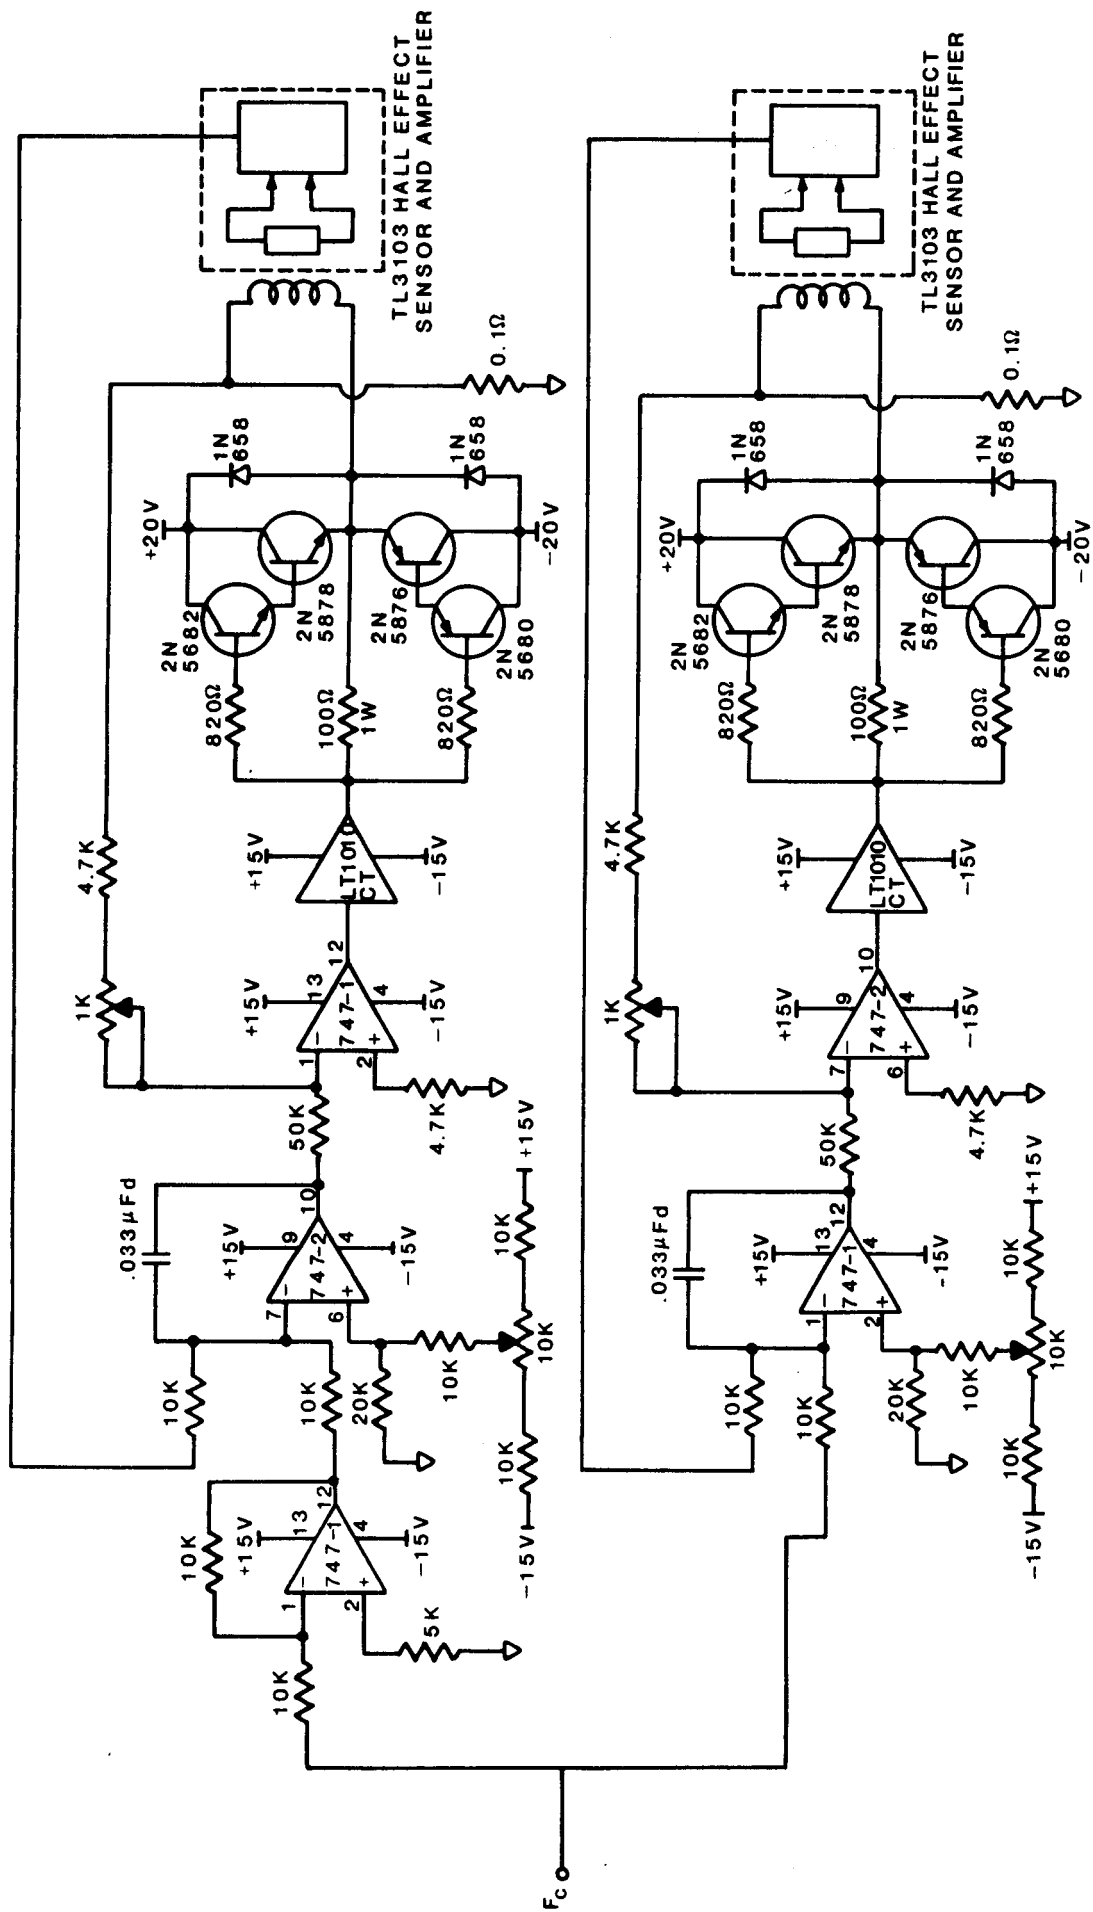 F_C
10K
10K
1
2
747-1
−
+
13
12
4
+15V
−15V
5K
10K
10K
20K
10K
10K
10K
10K
−15V
+15V
.033µFd
7
6
747-2
−
+
9
10
4
+15V
−15V
50K
4.7K
1
2
747-1
−
+
13
12
4
+15V
−15V
1K
4.7K
LT1010
CT
+15V
−15V
820Ω
100Ω
1W
820Ω
2N
5682
2N
5878
2N
5876
2N
5680
+20V
−20V
1N
658
1N
658
0.1Ω
TL3103 HALL EFFECT
SENSOR AND AMPLIFIER
10K
10K
20K
10K
10K
10K
10K
−15V
+15V
.033µFd
1
2
747-1
−
+
13
12
4
+15V
-15V
50K
4.7K
7
6
747-2
−
+
9
10
4
+15V
−15V
1K
4.7K
LT1010
CT
+15V
−15V
820Ω
100Ω
1W
820Ω
2N
5682
2N
5878
2N
5876
2N
5680
+20V
−20V
1N
658
1N
658
0.1Ω
TL3103 HALL EFFECT
SENSOR AND AMPLIFIER